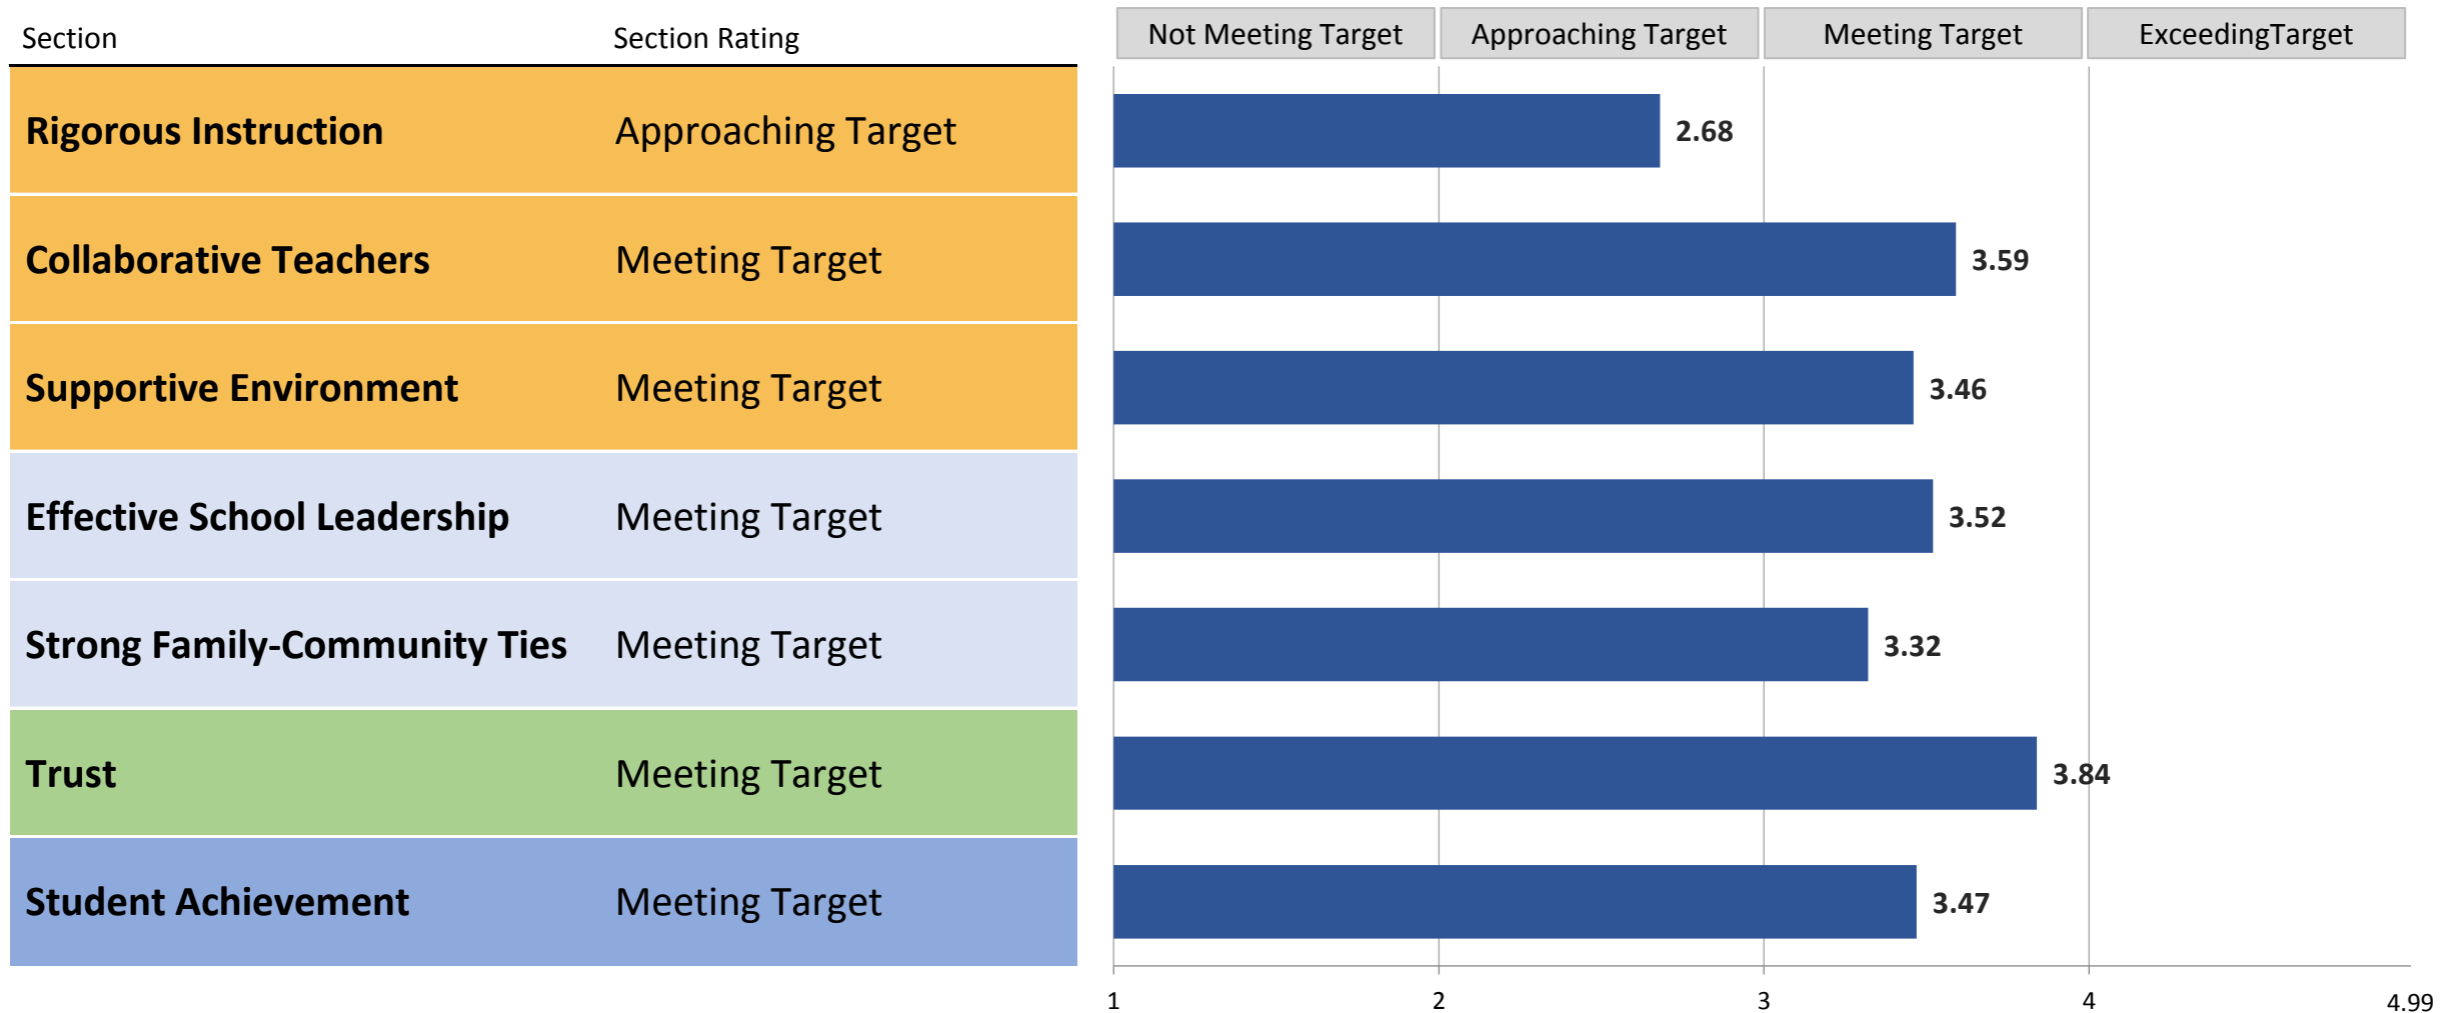 Section Section Rating Not Meeting Target Approaching Target Meeting Target ExceedingTarget
Rigorous Instruction Approaching Target 2.68
Collaborative Teachers Meeting Target 3.59
Supportive Environment Meeting Target 3.46
Effective School Leadership Meeting Target 3.52
Strong Family-Community Ties Meeting Target 3.32
Trust Meeting Target 3.84
Student Achievement Meeting Target 3.47
1 2 3 4 4.99